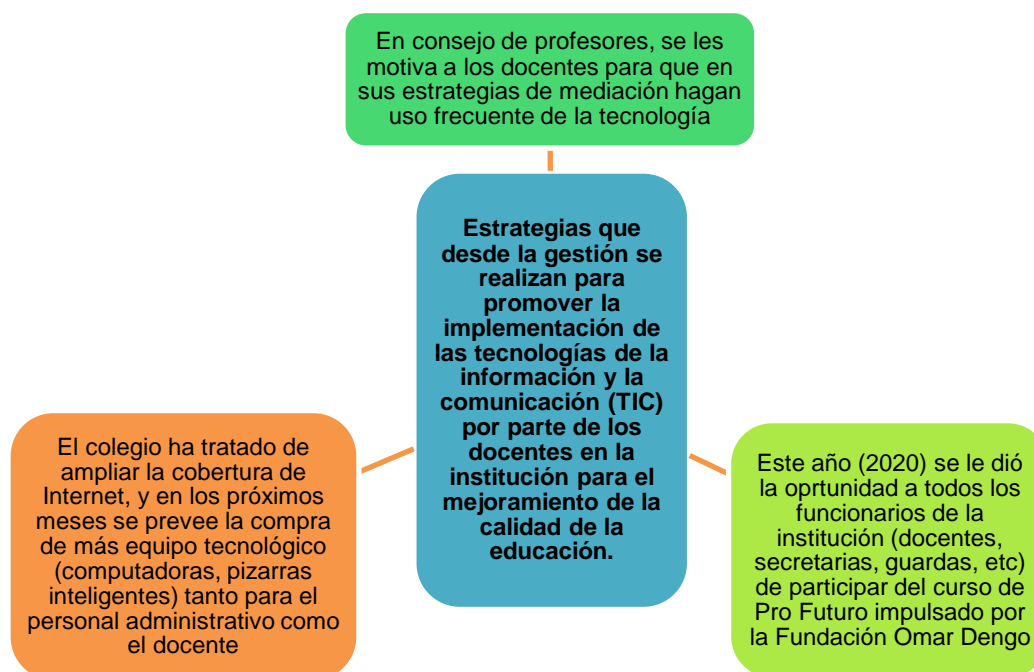 En consejo de profesores, se les
motiva a los docentes para que en
sus estrategias de mediación hagan
uso frecuente de la tecnología
Estrategias que
desde la gestión se
realizan para
promover la
implementación de
las tecnologías de la
información y la
comunicación (TIC)
por parte de los
docentes en la
institución para el
mejoramiento de la
calidad de la
educación.
El colegio ha tratado de
ampliar la cobertura de
Internet, y en los próximos
meses se prevee la compra
de más equipo tecnológico
(computadoras, pizarras
inteligentes) tanto para el
personal administrativo como
el docente
Este año (2020) se le dió
la oprtunidad a todos los
funcionarios de la
institución (docentes,
secretarias, guardas, etc)
de participar del curso de
Pro Futuro impulsado por
la Fundación Omar Dengo